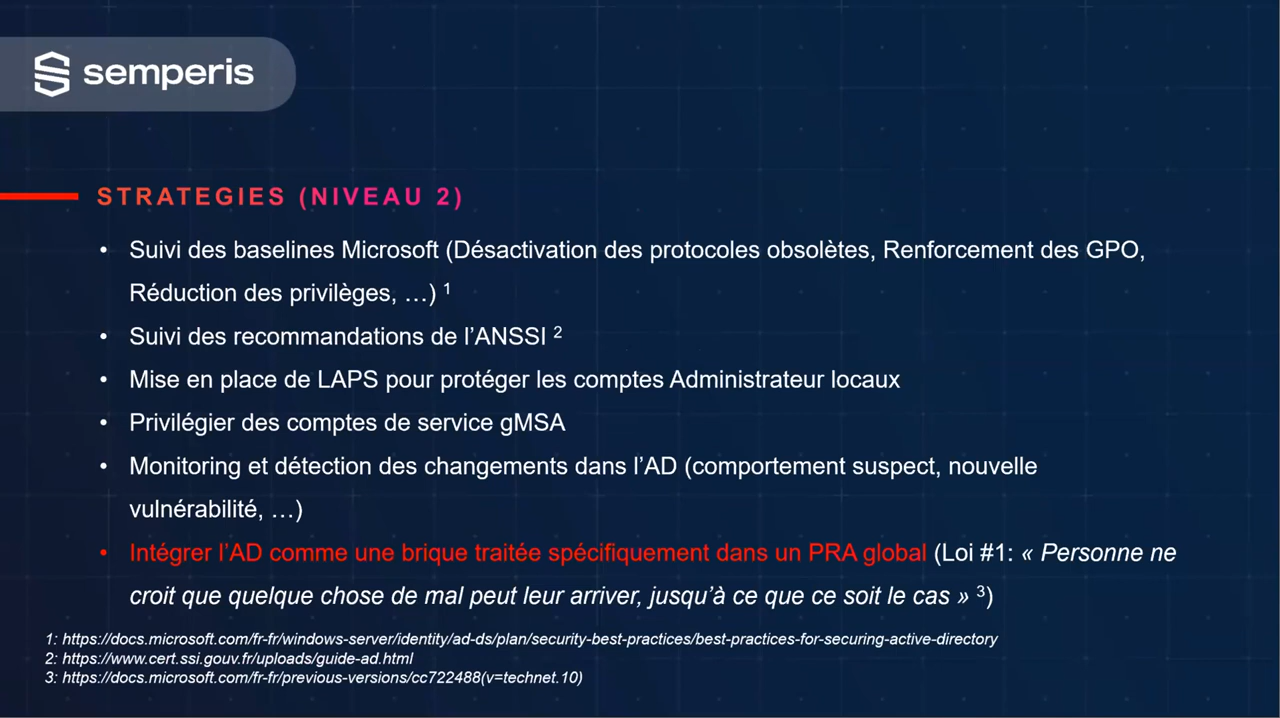 semperis
STRATEGIES (NIVEAU 2)
• Suivi des baselines Microsoft (Désactivation des protocoles obsolètes, Renforcement des GPO,
Réduction des privilèges, …) ¹
• Suivi des recommandations de l’ANSSI ²
• Mise en place de LAPS pour protéger les comptes Administrateur locaux
• Privilégier des comptes de service gMSA
• Monitoring et détection des changements dans l’AD (comportement suspect, nouvelle
vulnérabilité, …)
• Intégrer l’AD comme une brique traitée spécifiquement dans un PRA global (Loi #1: « Personne ne
croit que quelque chose de mal peut leur arriver, jusqu’à ce que ce soit le cas » ³)
1: https://docs.microsoft.com/fr-fr/windows-server/identity/ad-ds/plan/security-best-practices/best-practices-for-securing-active-directory
2: https://www.cert.ssi.gouv.fr/uploads/guide-ad.html
3: https://docs.microsoft.com/fr-fr/previous-versions/cc722488(v=technet.10)